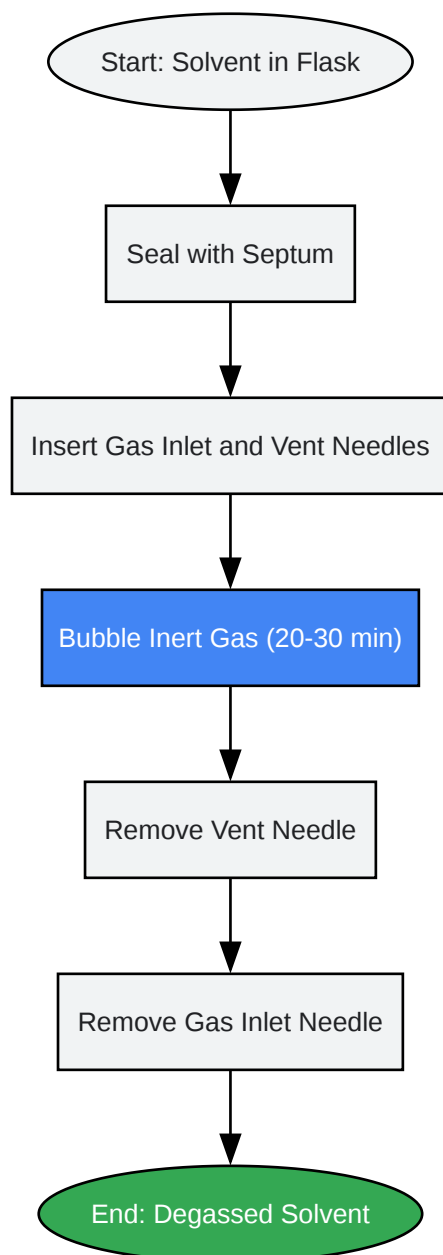 Start: Solvent in Flask
Seal with Septum
Insert Gas Inlet and Vent Needles
Bubble Inert Gas (20-30 min)
Remove Vent Needle
Remove Gas Inlet Needle
End: Degassed Solvent